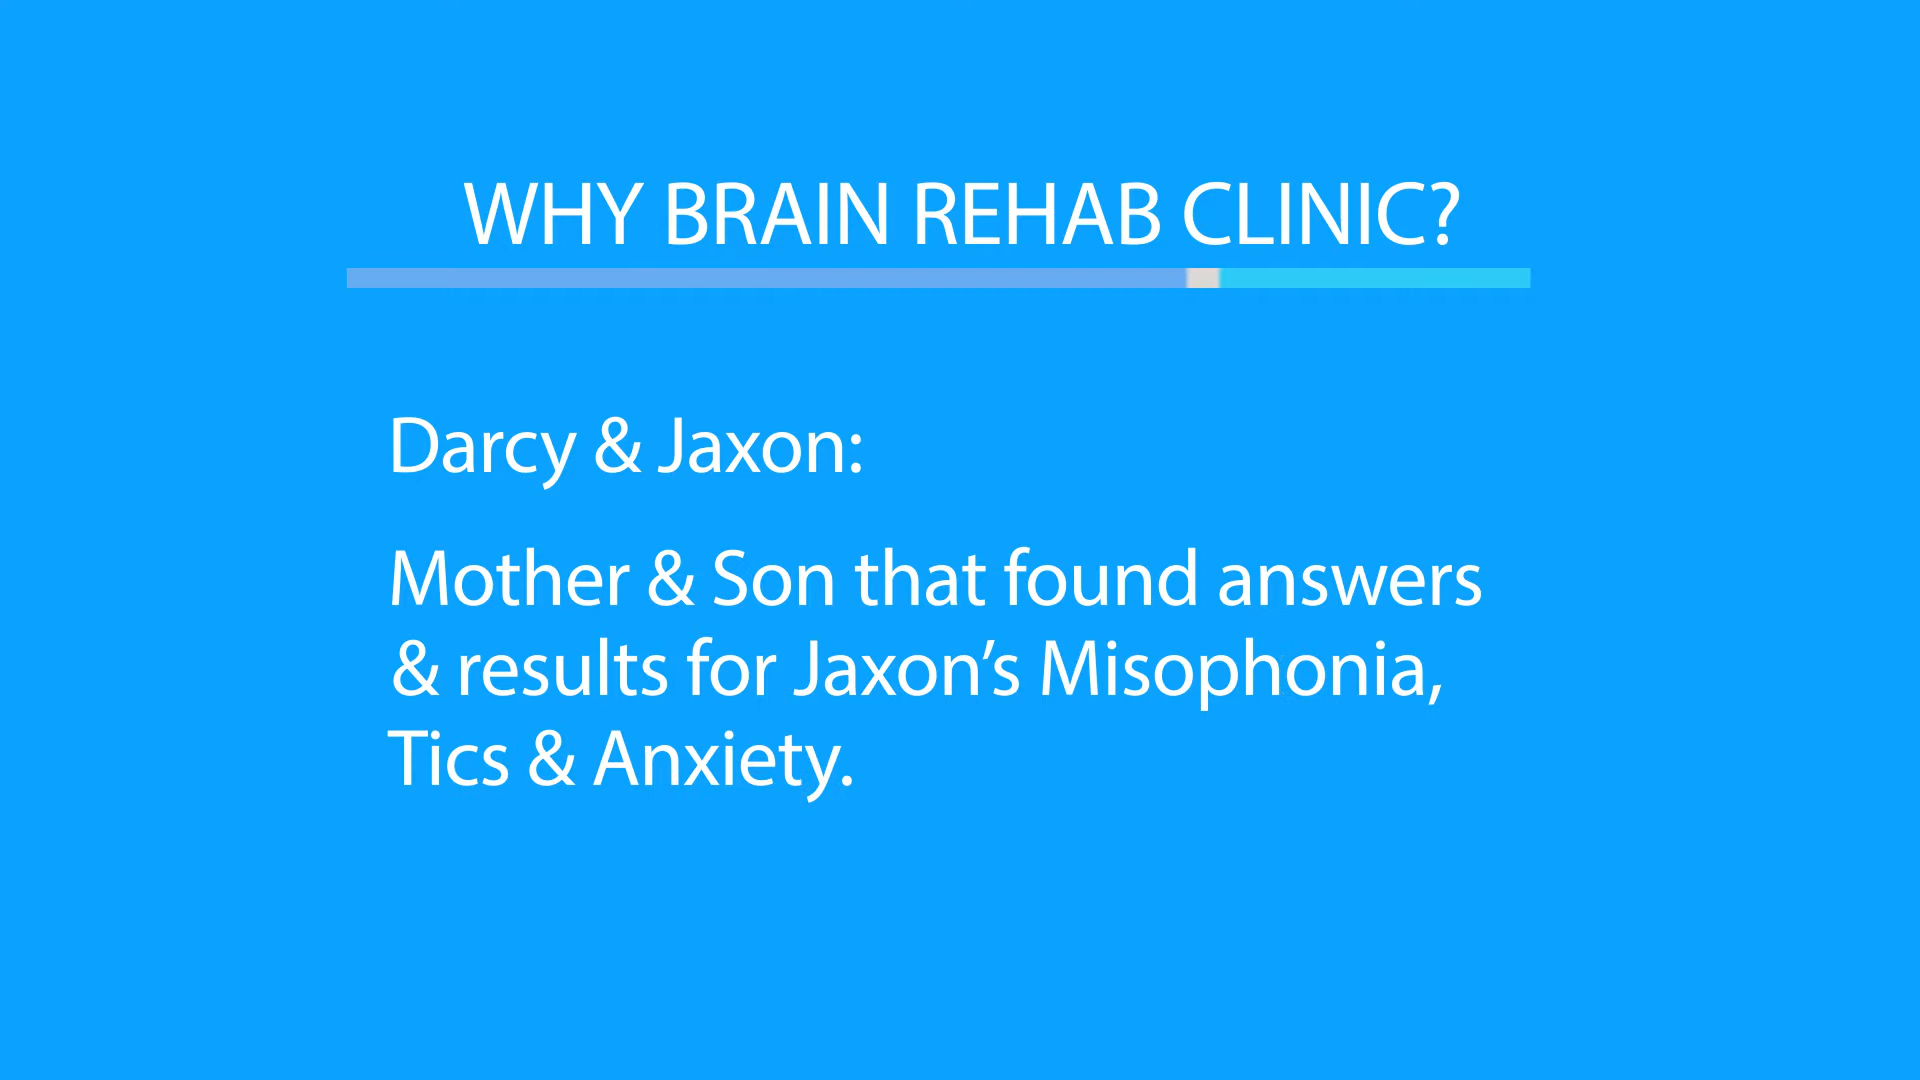 WHY BRAIN REHAB CLINIC?
Darcy & Jaxon:
Mother & Son that found answers
& results for Jaxon’s Misophonia,
Tics & Anxiety.